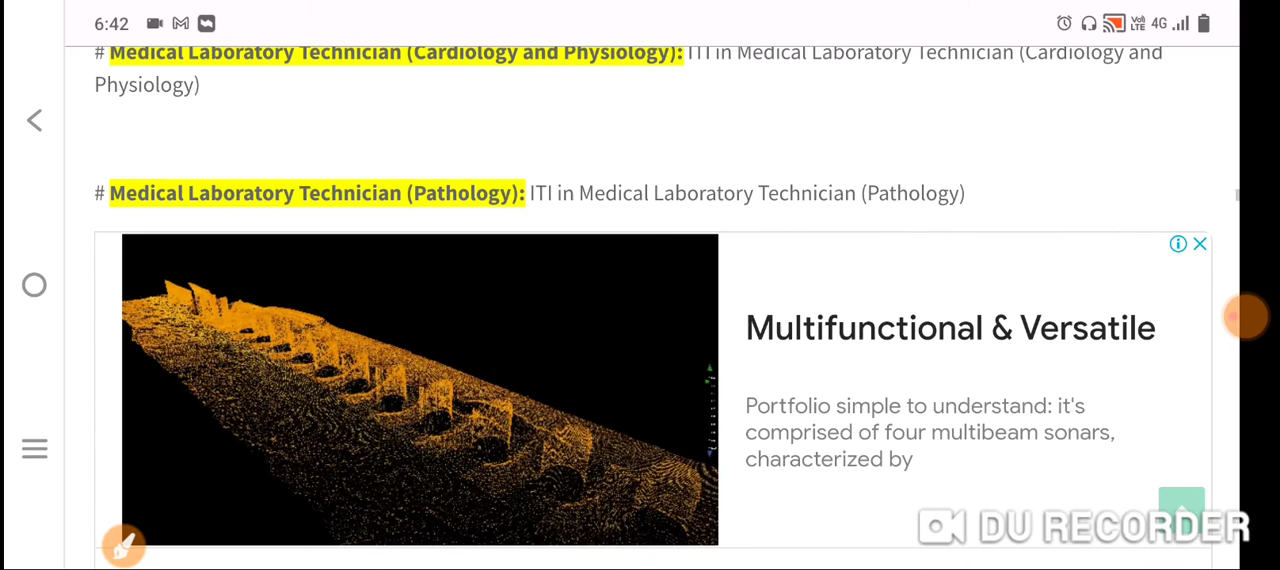 6:42
Vo)
LTE 4G
# Medical Laboratory Technician (Cardiology and Physiology): ITI in Medical Laboratory Technician (Cardiology and
Physiology)
# Medical Laboratory Technician (Pathology): ITI in Medical Laboratory Technician (Pathology)
Multifunctional & Versatile
Portfolio simple to understand: it's
comprised of four multibeam sonars,
characterized by
DU RECORDER